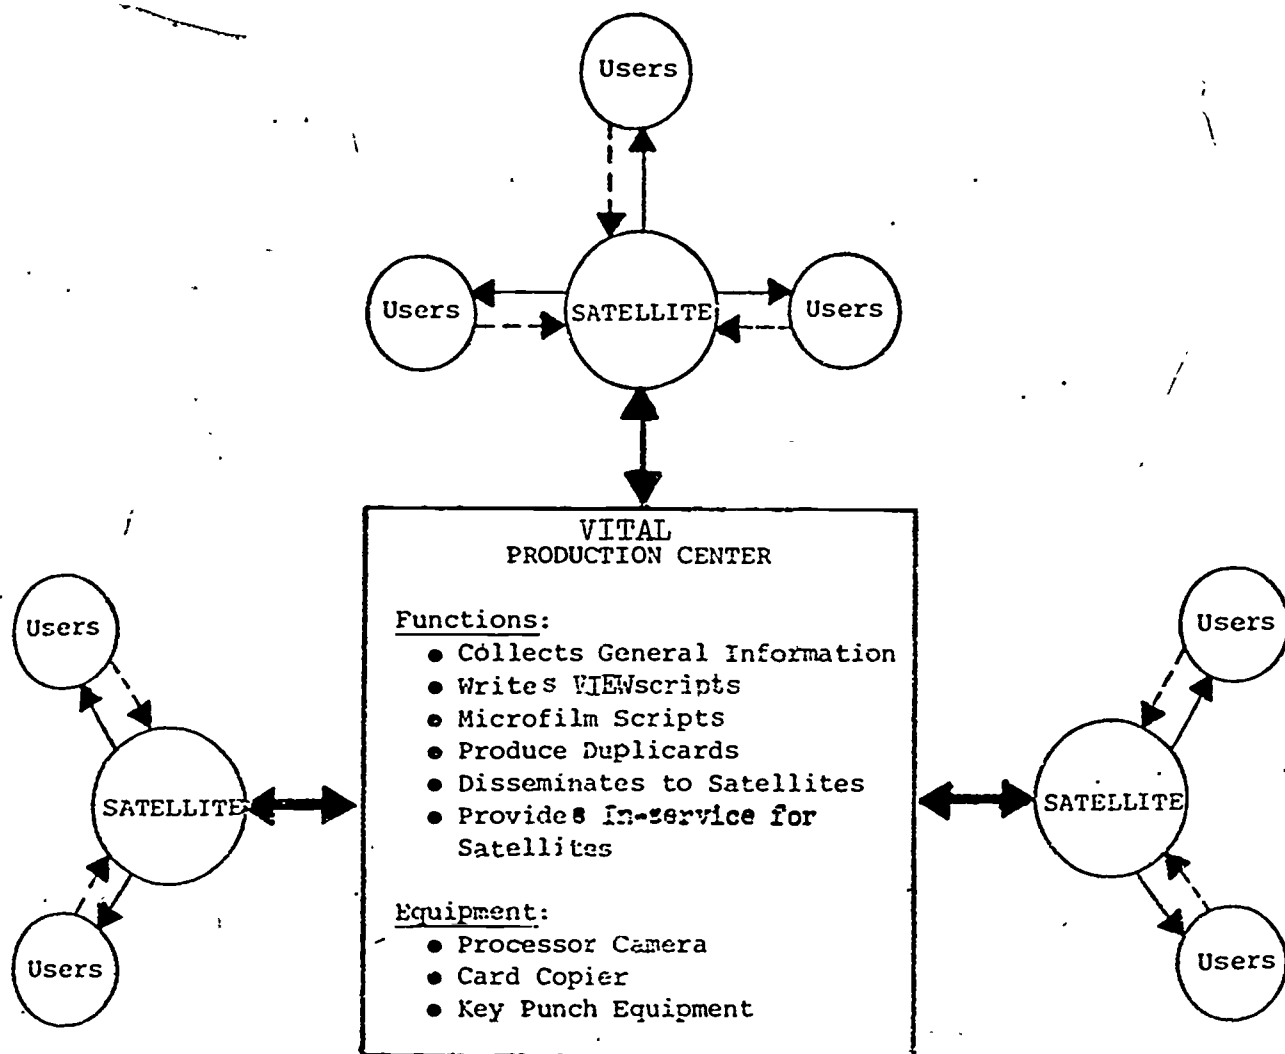 Users
Users
SATELLITE
Users
VITAL
PRODUCTION CENTER
Functions:
● Collects General Information
● Writes VIEWscripts
● Microfilm Scripts
● Produce Duplicards
● Disseminates to Satellites
● Provides In-service for
Satellites
Equipment:
● Processor Camera
● Card Copier
● Key Punch Equipment
Users
SATELLITE
Users
Users
SATELLITE
Users